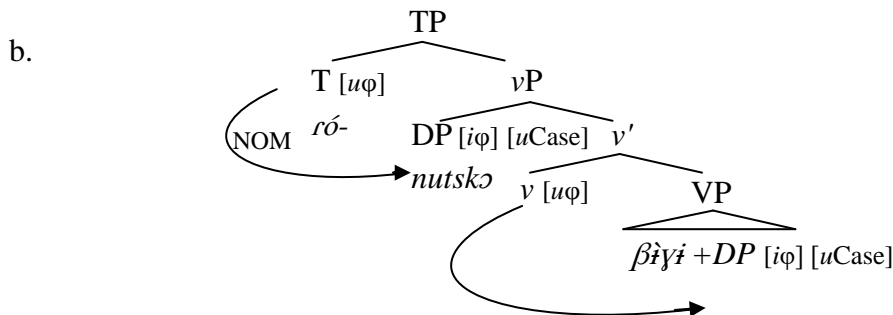 TP
b.
T [uφ] vP
ɾó-
NOM DP [iφ] [uCase] v'
nutskɔ v [uφ] VP
βɨ̀ɣɨ +DP [iφ] [uCase]